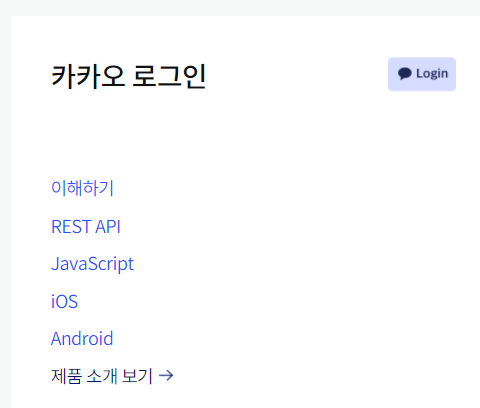 카카오 로그인
Login
이해하기
REST API
JavaScript
iOS
Android
제품 소개 보기 →